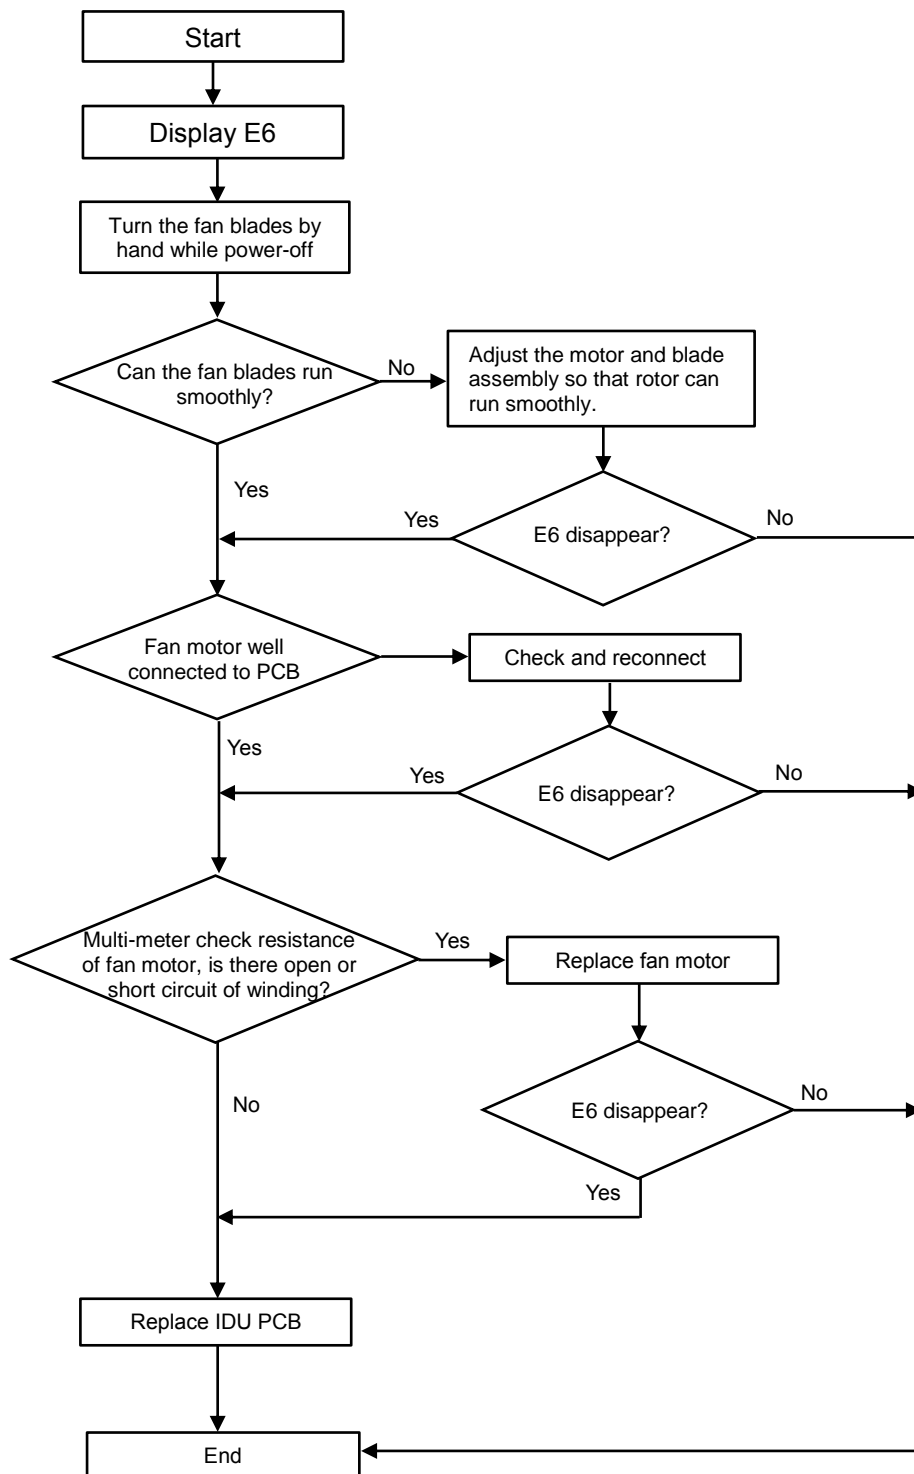 Start
Display E6
Turn the fan blades by
hand while power-off
Can the fan blades run
smoothly?
No
Adjust the motor and blade
assembly so that rotor can
run smoothly.
Yes
Yes
E6 disappear?
No
Fan motor well
connected to PCB
Check and reconnect
Yes
Yes
E6 disappear?
No
Multi-meter check resistance
of fan motor, is there open or
short circuit of winding?
Yes
Replace fan motor
No
E6 disappear?
No
Yes
Replace IDU PCB
End